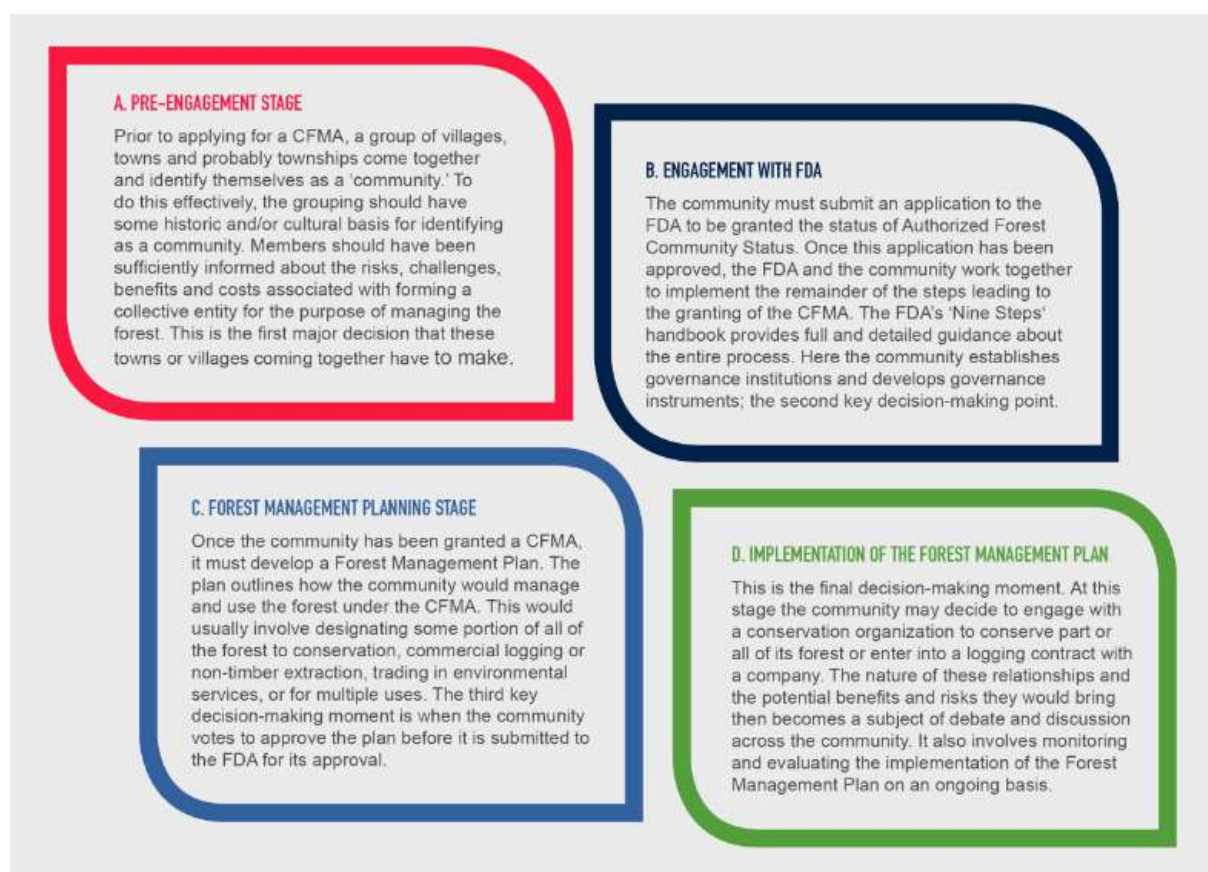 A. PRE-ENGAGEMENT STAGE
Prior to applying for a CFMA, a group of villages,
towns and probably townships come together
and identify themselves as a 'community.' To
do this effectively, the grouping should have
some historic and/or cultural basis for identifying
as a community. Members should have been
sufficiently informed about the risks, challenges,
benefits and costs associated with forming a
collective entity for the purpose of managing the
forest. This is the first major decision that these
towns or villages coming together have to make.
B. ENGAGEMENT WITH FDA
The community must submit an application to the
FDA to be granted the status of Authorized Forest
Community Status. Once this application has been
approved, the FDA and the community work together
to implement the remainder of the steps leading to
the granting of the CFMA. The FDA's 'Nine Steps'
handbook provides full and detailed guidance about
the entire process. Here the community establishes
governance institutions and develops governance
instruments; the second key decision-making point.
C. FOREST MANAGEMENT PLANNING STAGE
Once the community has been granted a CFMA,
it must develop a Forest Management Plan. The
plan outlines how the community would manage
and use the forest under the CFMA. This would
usually involve designating some portion of all of
the forest to conservation, commercial logging or
non-timber extraction, trading in environmental
services, or for multiple uses. The third key
decision-making moment is when the community
votes to approve the plan before it is submitted to
the FDA for its approval.
D. IMPLEMENTATION OF THE FOREST MANAGEMENT PLAN
This is the final decision-making moment. At this
stage the community may decide to engage with
a conservation organization to conserve part or
all of its forest or enter into a logging contract with
a company. The nature of these relationships and
the potential benefits and risks they would bring
then becomes a subject of debate and discussion
across the community. It also involves monitoring
and evaluating the implementation of the Forest
Management Plan on an ongoing basis.